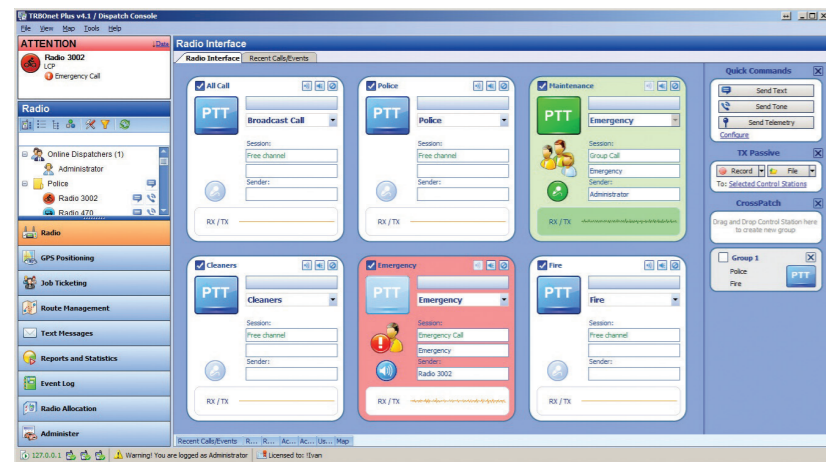 TRBOnet Plus v4.1 / Dispatch Console
File View Map Tools Help
ATTENTION
Radio 3002
LCP
Emergency Call
Radio
Online Dispatchers (1)
Administrator
Police
Radio 3002
Radio 470
Radio
GPS Positioning
Job Ticketing
Route Management
Text Messages
Reports and Statistics
Event Log
Radio Allocation
Administer
Radio Interface
Radio Interface Recent Calls/Events
All Call
PTT
Broadcast Call
Session:
Free channel
Sender:
RX / TX
Police
PTT
Police
Session:
Free channel
Sender:
RX / TX
Maintenance
PTT
Emergency
Session:
Group Call
Emergency
Sender:
Administrator
RX / TX
Cleaners
PTT
Cleaners
Session:
Free channel
Sender:
RX / TX
Emergency
PTT
Emergency
Session:
Emergency Call
Emergency
Sender:
Radio 3002
RX / TX
Fire
PTT
Fire
Session:
Free channel
Sender:
RX / TX
Quick Commands
Send Text
Send Tone
Send Telemetry
Configure
TX Passive
Record File
To: Selected Control Stations
CrossPatch
Drag and Drop Control Station here
to create new group
Group 1
Police
Fire
PTT
Recent Calls/Events R... R... Ac... Ac... Us... Map
127.0.0.1 Warning! You are logged as Administrator Licensed to: !Ivan